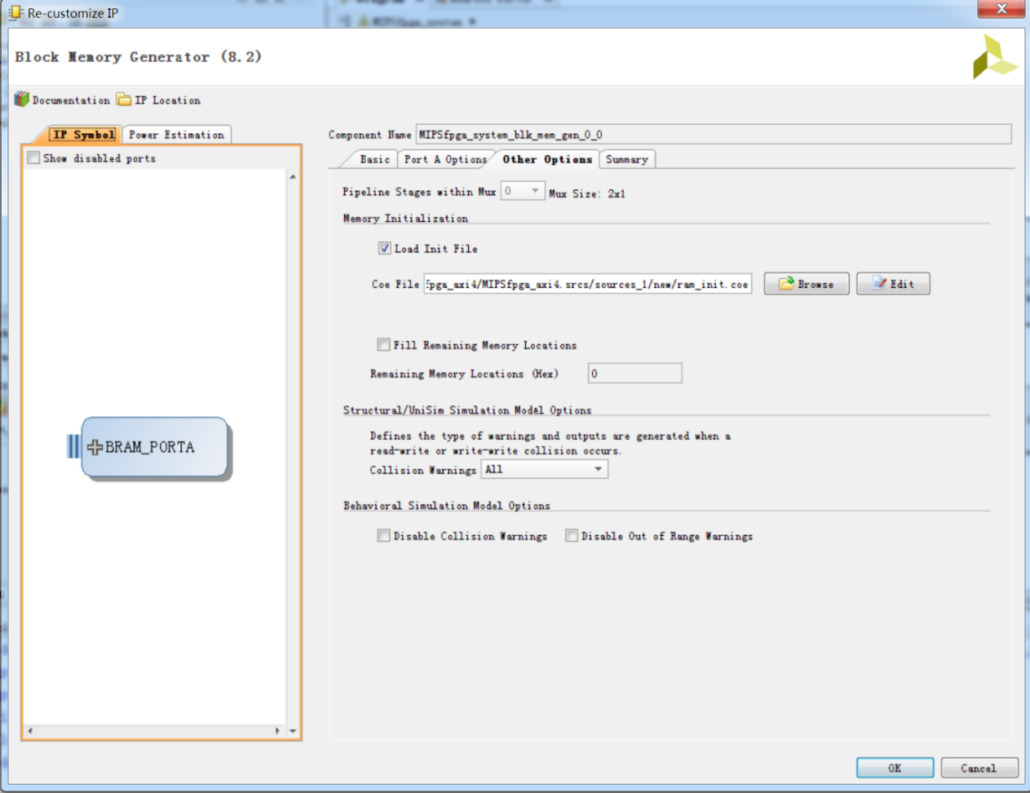 Re-customize IP
Block Memory Generator (8.2)
Documentation IP Location
IP Symbol Power Estimation
Show disabled ports
BRAM_PORTA
Component Name MIPSfpga_system_blk_mem_gen_0_0
Basic Port A Options Other Options Summary
Pipeline Stages within Mux 0 Mux Size: 2x1
Memory Initialization
Load Init File
Coe File fpga_axi4/MIPSfpga_axi4.srcs/sources_1/new/ram_init.coe Browse Edit
Fill Remaining Memory Locations
Remaining Memory Locations (Hex) 0
Structural/UniSim Simulation Model Options
Defines the type of warnings and outputs are generated when a
read-write or write-write collision occurs.
Collision Warnings All
Behavioral Simulation Model Options
Disable Collision Warnings Disable Out of Range Warnings
OK Cancel